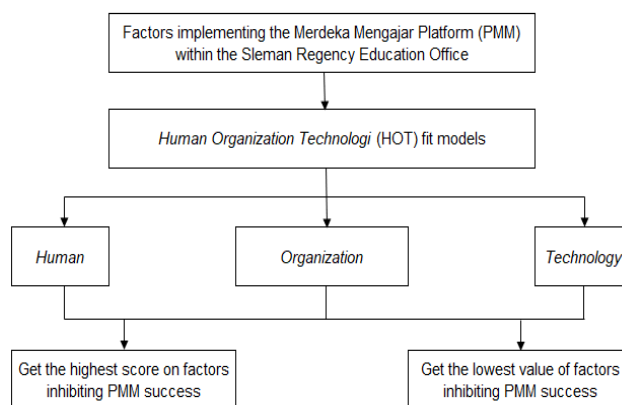 Factors implementing the Merdeka Mengajar Platform (PMM)
within the Sleman Regency Education Office
Human Organization Technologi (HOT) fit models
Human
Organization
Technology
Get the highest score on factors
inhibiting PMM success
Get the lowest value of factors
inhibiting PMM success